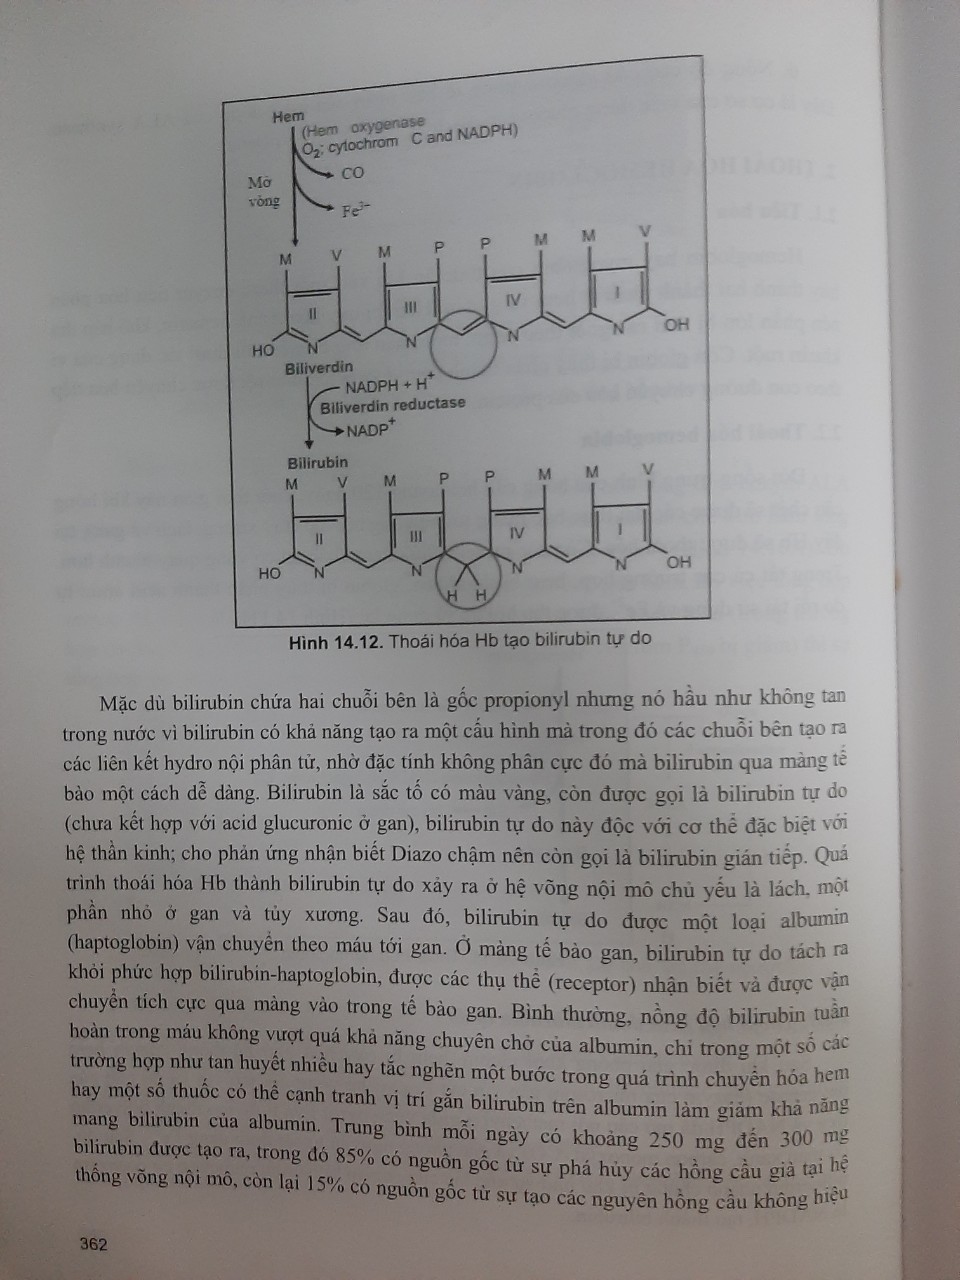 Hem
(Hem oxygenase
O2; cytochrom C and NADPH)
CO
Mở
vòng
Fe3+
M V M P P M M V
II III IV I
HO N N N N OH
Biliverdin
NADPH + H+
Biliverdin reductase
NADP+
Bilirubin
M V M P P M M V
II III IV I
HO N N N N OH
H H
Hình 14.12. Thoái hóa Hb tạo bilirubin tự do
Mặc dù bilirubin chứa hai chuỗi bên là gốc propionyl nhưng nó hầu như không tan
trong nước vì bilirubin có khả năng tạo ra một cấu hình mà trong đó các chuỗi bên tạo ra
các liên kết hydro nội phân tử, nhờ đặc tính không phân cực đó mà bilirubin qua màng tế
bào một cách dễ dàng. Bilirubin là sắc tố có màu vàng, còn được gọi là bilirubin tự do
(chưa kết hợp với acid glucuronic ở gan), bilirubin tự do này độc với cơ thể đặc biệt với
hệ thần kinh; cho phản ứng nhận biết Diazo chậm nên còn gọi là bilirubin gián tiếp. Quá
trình thoái hóa Hb thành bilirubin tự do xảy ra ở hệ võng nội mô chủ yếu là lách, một
phần nhỏ ở gan và tủy xương. Sau đó, bilirubin tự do được một loại albumin
(haptoglobin) vận chuyển theo máu tới gan. Ở màng tế bào gan, bilirubin tự do tách ra
khỏi phức hợp bilirubin-haptoglobin, được các thụ thể (receptor) nhận biết và được vận
chuyển tích cực qua màng vào trong tế bào gan. Bình thường, nồng độ bilirubin tuần
hoàn trong máu không vượt quá khả năng chuyên chở của albumin, chỉ trong một số các
trường hợp như tan huyết nhiều hay tắc nghẽn một bước trong quá trình chuyển hóa hem
hay một số thuốc có thể cạnh tranh vị trí gắn bilirubin trên albumin làm giảm khả năng
mang bilirubin của albumin. Trung bình mỗi ngày có khoảng 250 mg đến 300 mg
bilirubin được tạo ra, trong đó 85% có nguồn gốc từ sự phá hủy các hồng cầu già tại hệ
thống võng nội mô, còn lại 15% có nguồn gốc từ sự tạo các nguyên hồng cầu không hiệu
362